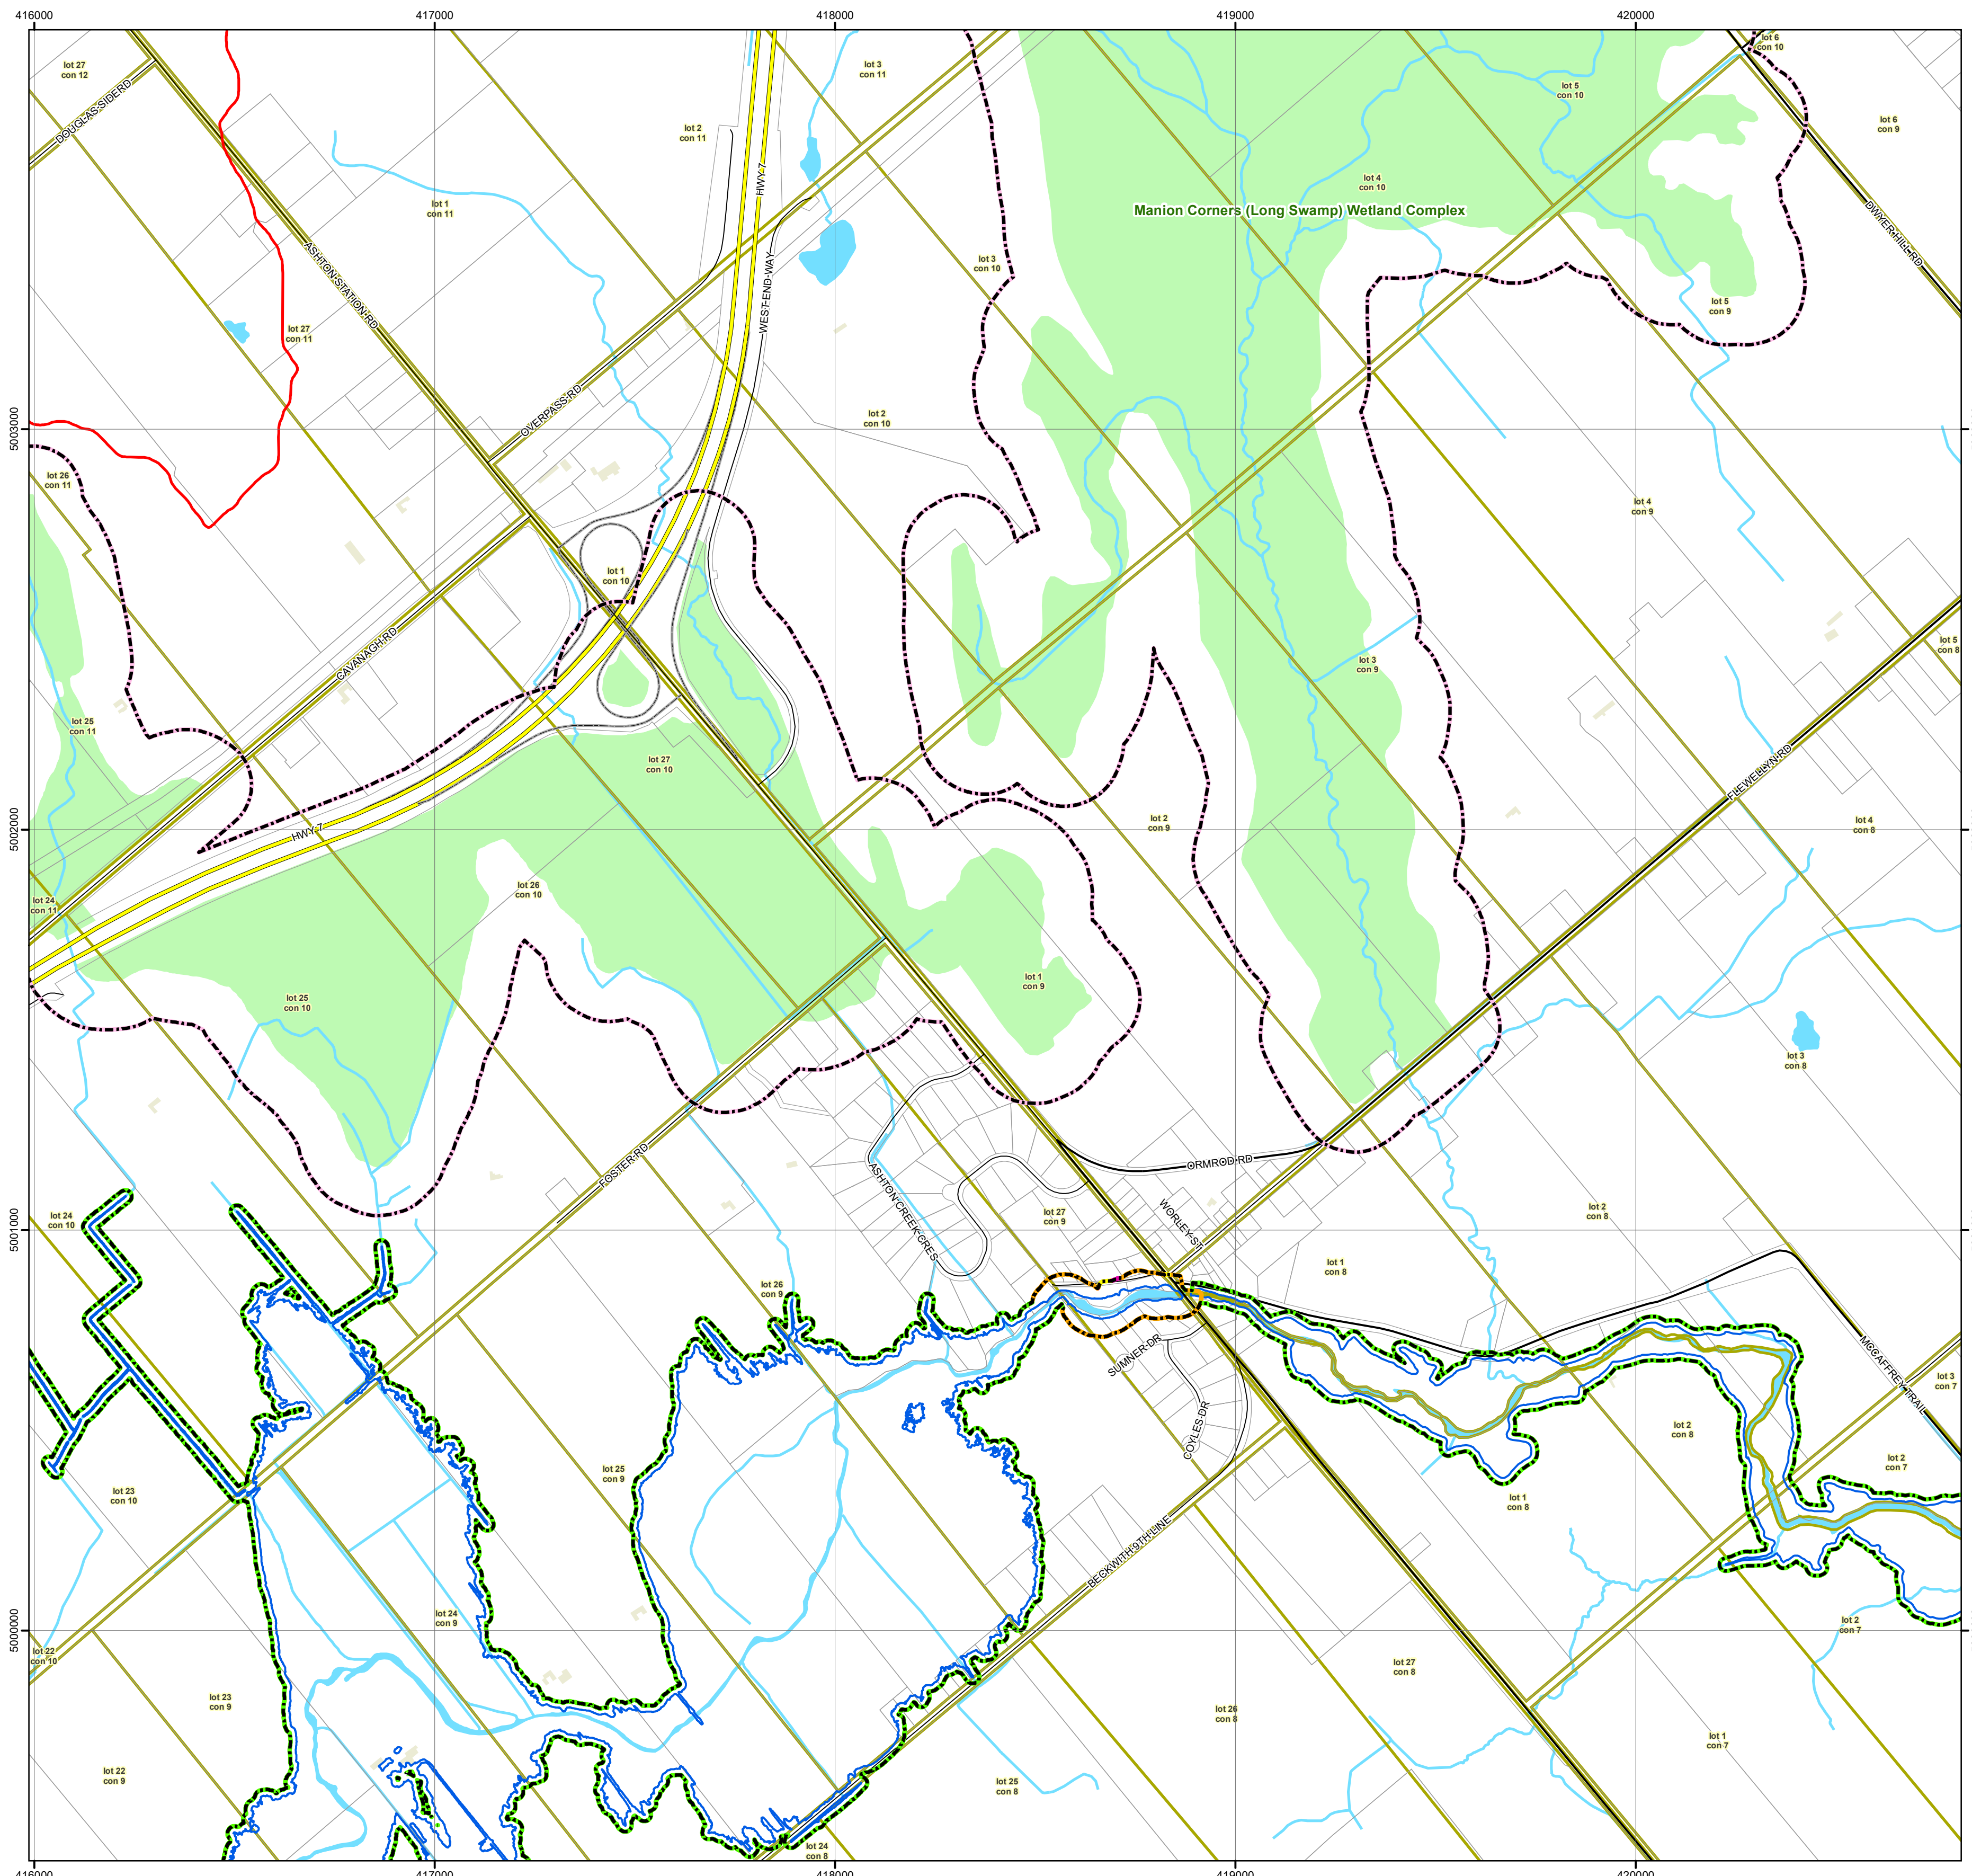 416000
417000
418000
419000
420000
lot 27
con 12
DOUGLAS SIDERD
lot 3
con 11
lot 6
con 10
lot 5
con 10
lot 6
con 9
lot 2
con 11
HWY 7
lot 1
con 11
lot 4
con 10
Manion Corners (Long Swamp) Wetland Complex
DWYER HILL RD
ASHTON STATION RD
WEST END WAY
lot 3
con 10
lot 5
con 9
lot 27
con 11
OVERPASS RD
lot 2
con 10
5003000
lot 26
con 11
lot 4
con 9
lot 1
con 10
CAVANAGH RD
lot 3
con 9
lot 5
con 8
lot 25
con 11
lot 27
con 10
FLEWELLYN RD
5002000
HWY 7
lot 2
con 9
lot 4
con 8
lot 26
con 10
lot 24
con 11
lot 25
con 10
lot 1
con 9
lot 3
con 8
FOSTER RD
ORMROD RD
ASHTON CREEK CRES
WORLEY ST
lot 24
con 10
lot 27
con 9
lot 2
con 8
5001000
lot 1
con 8
lot 26
con 9
SUMNER DR
MCCAFFREY TRAIL
lot 3
con 7
COYLES DR
lot 2
con 8
lot 25
con 9
lot 2
con 7
lot 23
con 10
lot 1
con 8
BECKWITH 9TH LINE
lot 24
con 9
lot 2
con 7
5000000
lot 22
con 10
lot 27
con 8
lot 23
con 9
lot 26
con 8
lot 1
con 7
lot 22
con 9
lot 25
con 8
lot 24
con 8
416000
417000
418000
419000
420000